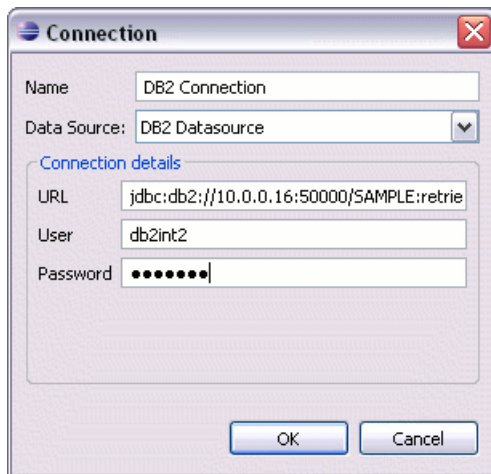 Connection
Name DB2 Connection
Data Source: DB2 Datasource
Connection details
URL jdbc:db2://10.0.0.16:50000/SAMPLE:retrie
User db2int2
Password ●●●●●●●
OK Cancel